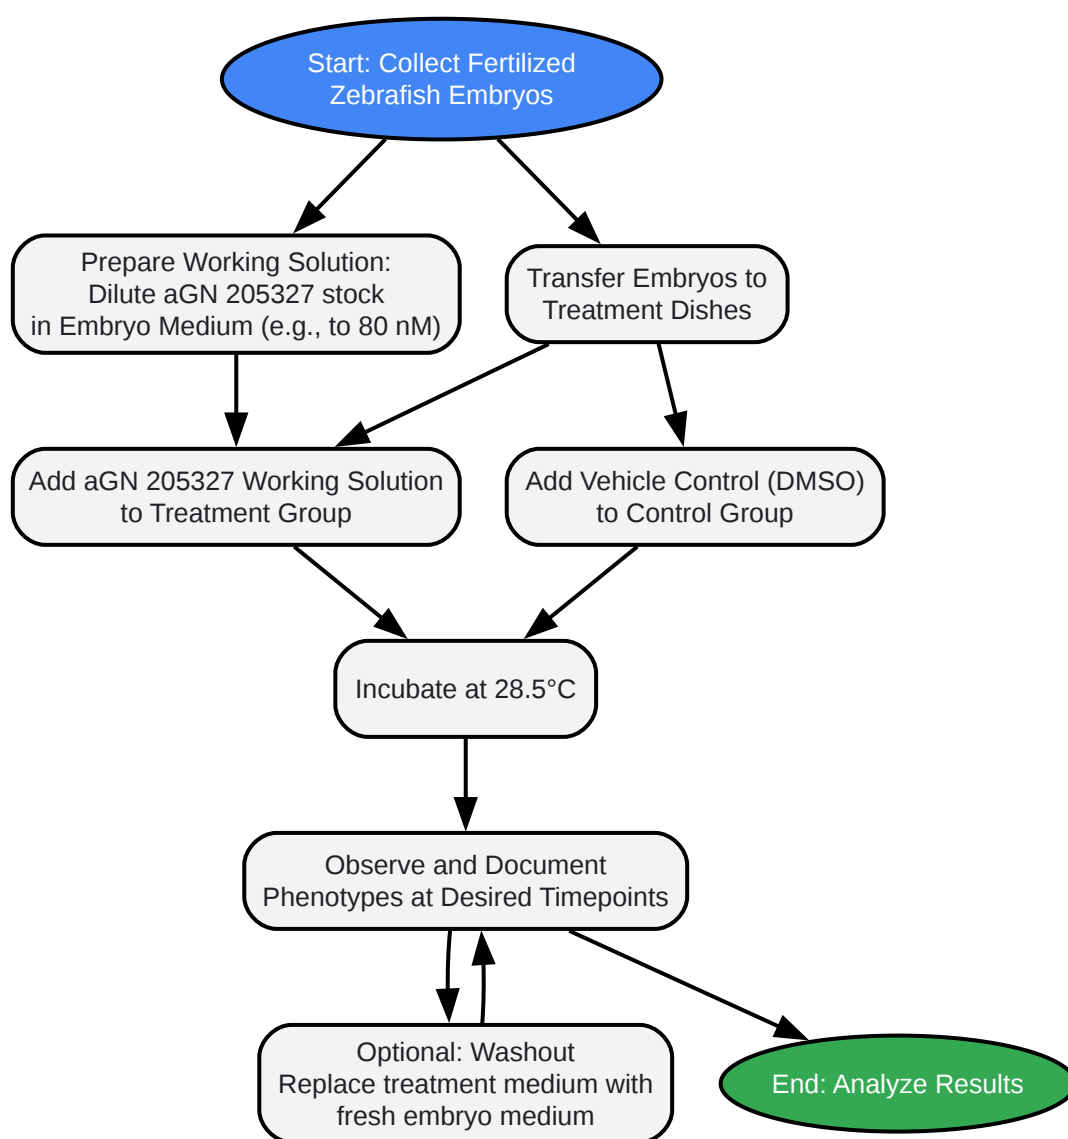 Start: Collect Fertilized
Zebrafish Embryos
Prepare Working Solution:
Dilute aGN 205327 stock
in Embryo Medium (e.g., to 80 nM)
Transfer Embryos to
Treatment Dishes
Add aGN 205327 Working Solution
to Treatment Group
Add Vehicle Control (DMSO)
to Control Group
Incubate at 28.5°C
Observe and Document
Phenotypes at Desired Timepoints
Optional: Washout
Replace treatment medium with
fresh embryo medium
End: Analyze Results